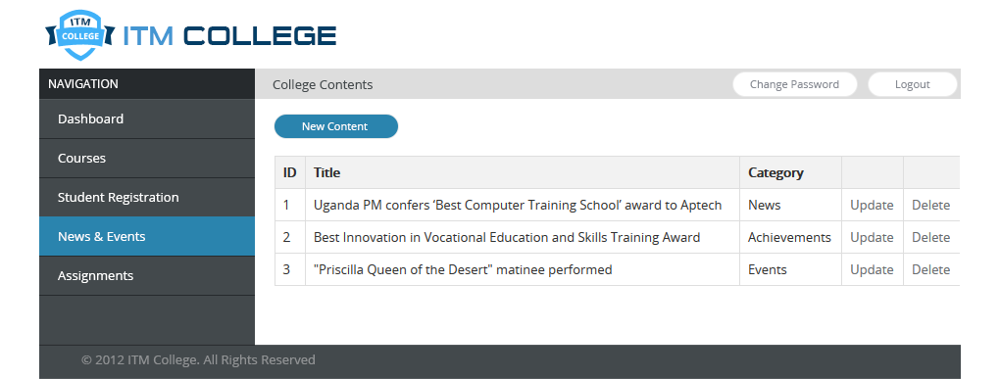 ITM
COLLEGE
ITM COLLEGE
NAVIGATION
College Contents
Change Password
Logout
Dashboard
Courses
Student Registration
News & Events
Assignments
New Content
ID Title Category
1 Uganda PM confers ‘Best Computer Training School’ award to Aptech News Update Delete
2 Best Innovation in Vocational Education and Skills Training Award Achievements Update Delete
3 "Priscilla Queen of the Desert" matinee performed Events Update Delete
© 2012 ITM College. All Rights Reserved